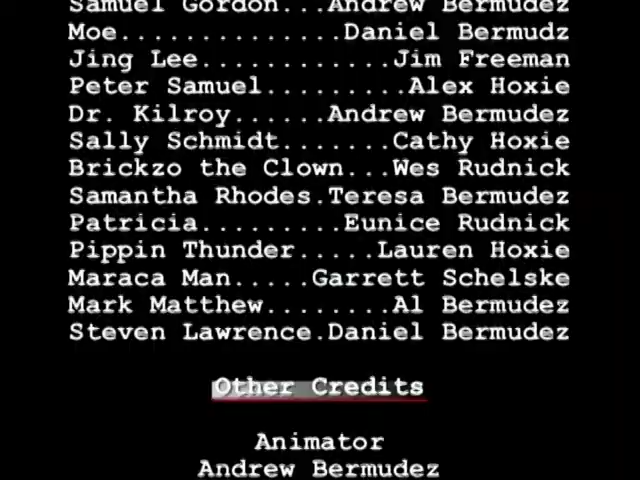 Samuel Gordon...Andrew Bermudez
Moe..............Daniel Bermudz
Jing Lee............Jim Freeman
Peter Samuel.........Alex Hoxie
Dr. Kilroy......Andrew Bermudez
Sally Schmidt.......Cathy Hoxie
Brickzo the Clown...Wes Rudnick
Samantha Rhodes.Teresa Bermudez
Patricia.........Eunice Rudnick
Pippin Thunder.....Lauren Hoxie
Maraca Man.....Garrett Schelske
Mark Matthew........Al Bermudez
Steven Lawrence.Daniel Bermudez
Other Credits
Animator
Andrew Bermudez